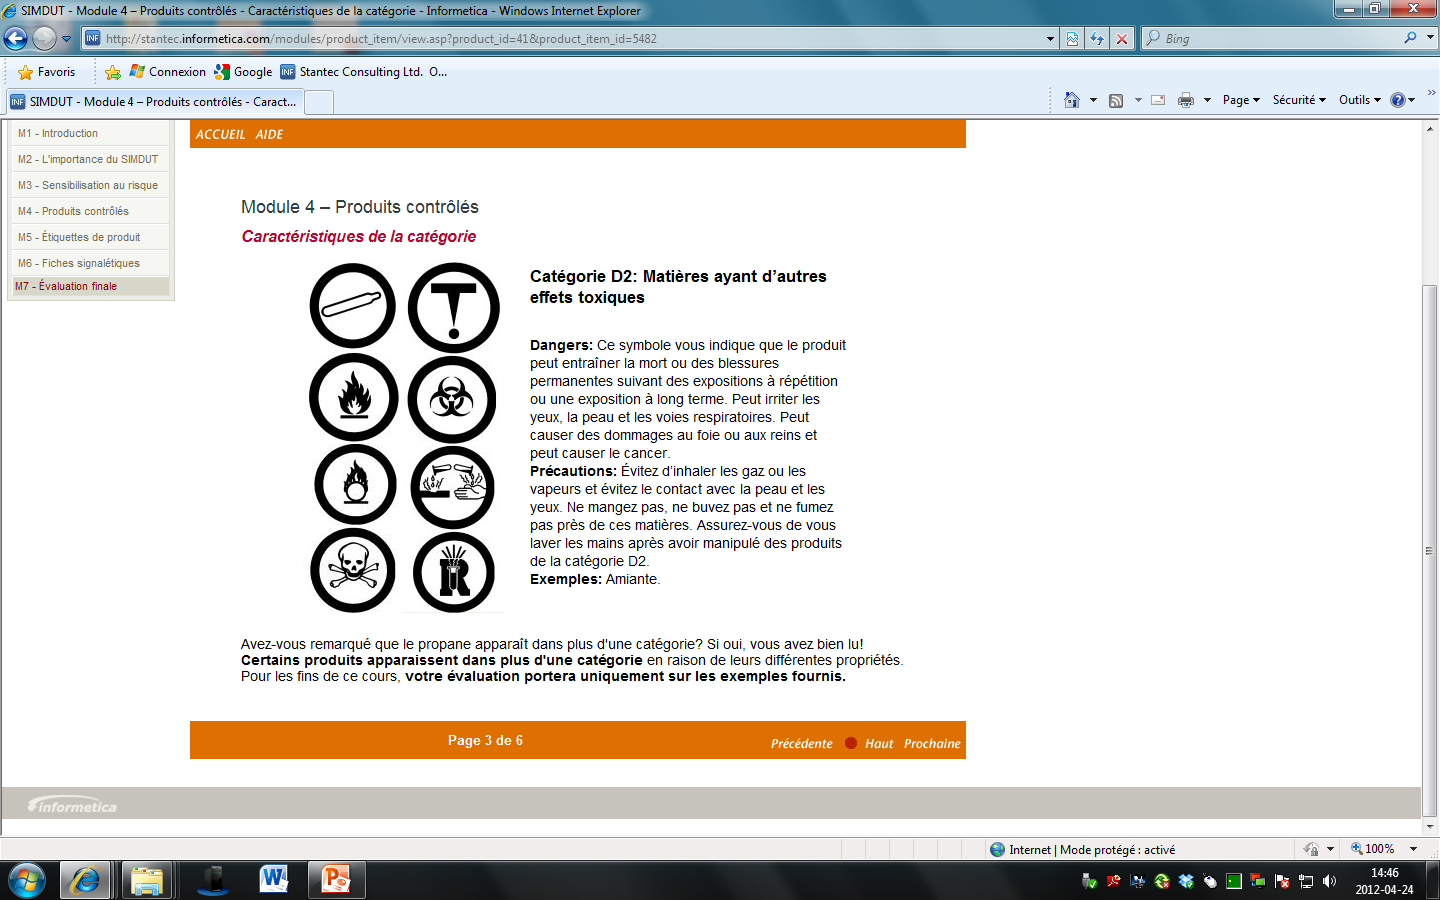 SIMDUT - Module 4 – Produits contrôlés - Caractéristiques de la catégorie - Informetica - Windows Internet Explorer
http://stantec.informetica.com/modules/product_item/view.asp?product_id=41&product_item_id=5482
Bing
Favoris
Connexion
Google
Stantec Consulting Ltd. O...
SIMDUT - Module 4 – Produits contrôlés - Caract...
Page
Sécurité
Outils
M1 - Introduction
M2 - L'importance du SIMDUT
M3 - Sensibilisation au risque
M4 - Produits contrôlés
M5 - Étiquettes de produit
M6 - Fiches signalétiques
M7 - Évaluation finale
ACCUEIL AIDE
Module 4 – Produits contrôlés
Caractéristiques de la catégorie
R
Catégorie D2: Matières ayant d’autres
effets toxiques
Dangers: Ce symbole vous indique que le produit
peut entraîner la mort ou des blessures
permanentes suivant des expositions à répétition
ou une exposition à long terme. Peut irriter les
yeux, la peau et les voies respiratoires. Peut
causer des dommages au foie ou aux reins et
peut causer le cancer.
Précautions: Évitez d’inhaler les gaz ou les
vapeurs et évitez le contact avec la peau et les
yeux. Ne mangez pas, ne buvez pas et ne fumez
pas près de ces matières. Assurez-vous de vous
laver les mains après avoir manipulé des produits
de la catégorie D2.
Exemples: Amiante.
Avez-vous remarqué que le propane apparaît dans plus d'une catégorie? Si oui, vous avez bien lu!
Certains produits apparaissent dans plus d'une catégorie en raison de leurs différentes propriétés.
Pour les fins de ce cours, votre évaluation portera uniquement sur les exemples fournis.
Page 3 de 6
Précédente Haut Prochaine
informetica
Internet | Mode protégé : activé
100%
14:46
2012-04-24